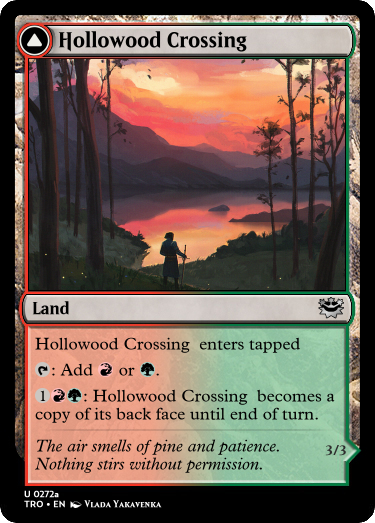 Hollowood Crossing
Land
Hollowood Crossing enters tapped
: Add or .
1 : Hollowood Crossing becomes a
copy of its back face until end of turn.
The air smells of pine and patience.
Nothing stirs without permission.
3/3
U 0272a
TRO • EN VLADA YAKAVENKA